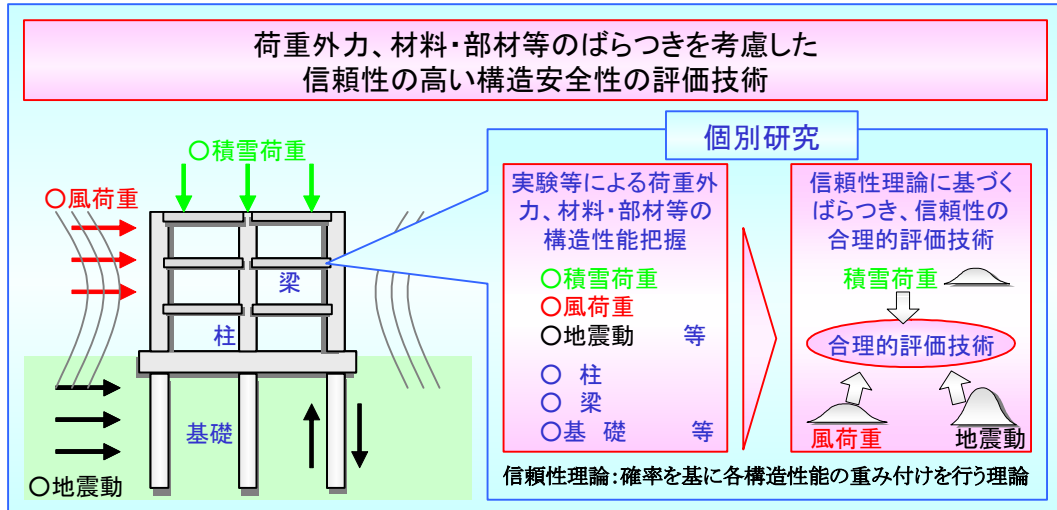 荷重外力、材料・部材等のばらつきを考慮した
信頼性の高い構造安全性の評価技術
○積雪荷重
○風荷重
梁
柱
基礎
○地震動
個別研究
実験等による荷重外
力、材料・部材等の
構造性能把握
○積雪荷重
○風荷重
○地震動 等
○ 柱
○ 梁
○基 礎 等
信頼性理論に基づく
ばらつき、信頼性の
合理的評価技術
積雪荷重
合理的評価技術
風荷重
地震動
信頼性理論:確率を基に各構造性能の重み付けを行う理論